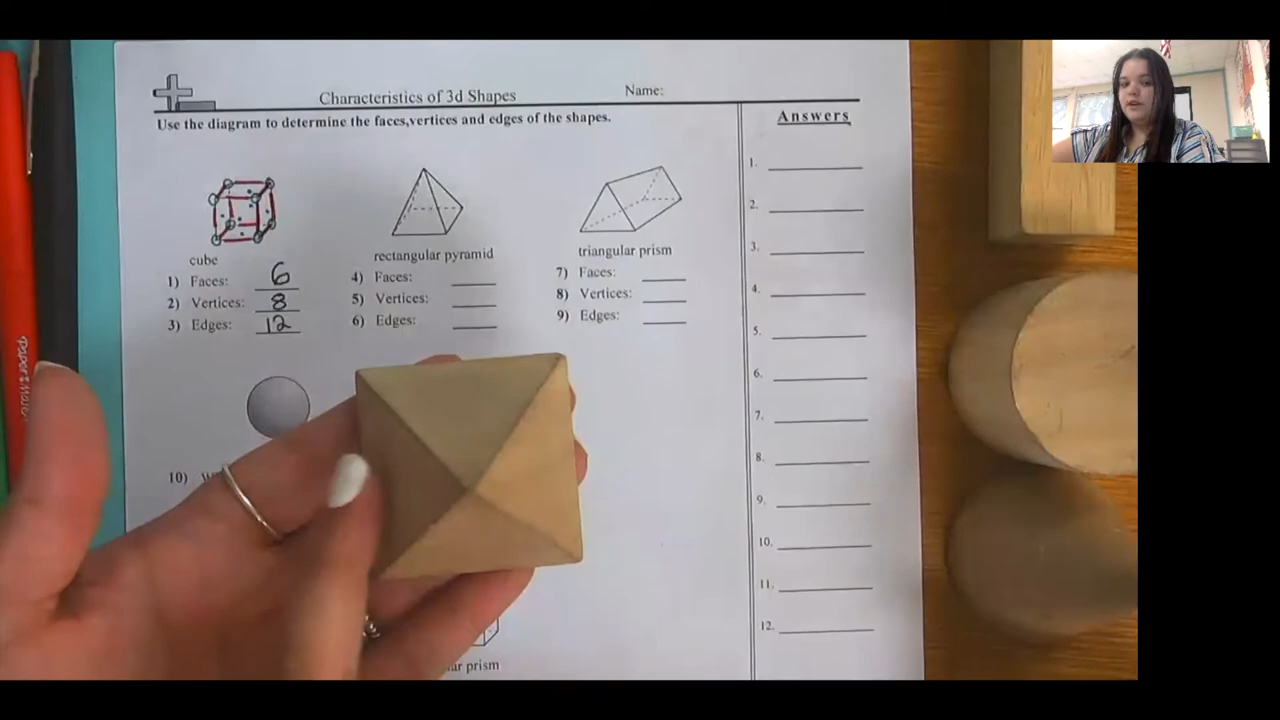 Characteristics of 3d Shapes
Name:
Use the diagram to determine the faces,vertices and edges of the shapes.
Answers
cube
1) Faces: 6
2) Vertices: 8
3) Edges: 12
rectangular pyramid
4) Faces:
5) Vertices:
6) Edges:
triangular prism
7) Faces:
8) Vertices:
9) Edges:
10)
prism
1.
2.
3.
4.
5.
6.
7.
8.
9.
10.
11.
12.